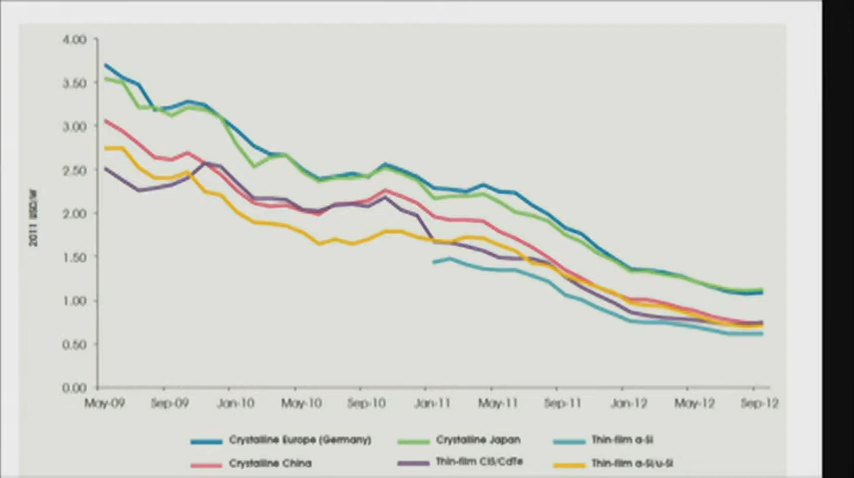 4.00
3.50
3.00
2.50
2.00
1.50
1.00
0.50
0.00
2011 USD/W
May-09 Sep-09 Jan-10 May-10 Sep-10 Jan-11 May-11 Sep-11 Jan-12 May-12 Sep-12
Crystalline Europe (Germany) Crystalline Japan Thin-film a-Si
Crystalline China Thin-film CIS/CdTe Thin-film a-Si/u-Si